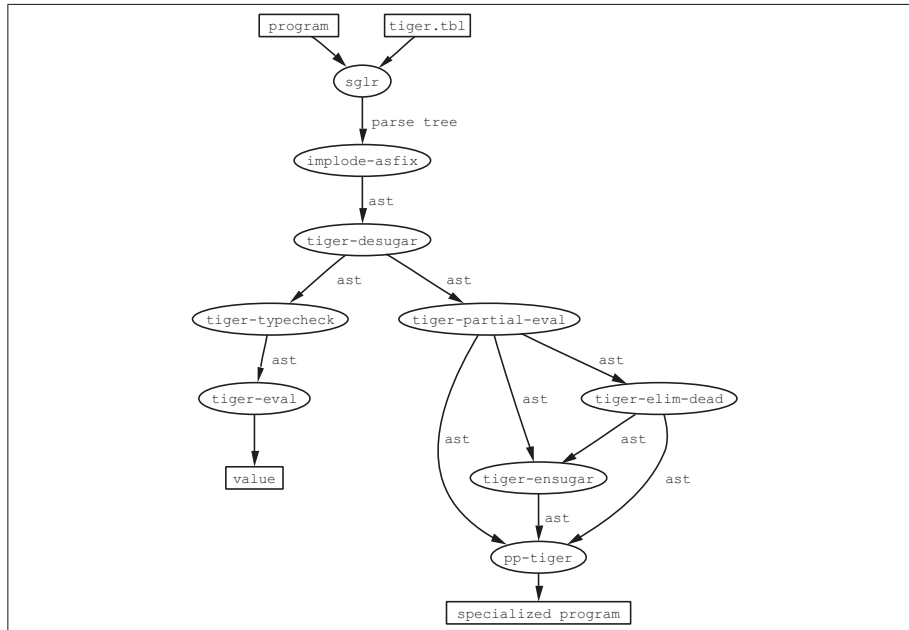 program
tiger.tbl
sglr
parse tree
implode-asfix
ast
tiger-desugar
ast
ast
tiger-typecheck
tiger-partial-eval
ast
ast
tiger-eval
ast
tiger-elim-dead
ast
ast
value
tiger-ensugar
ast
ast
pp-tiger
specialized program